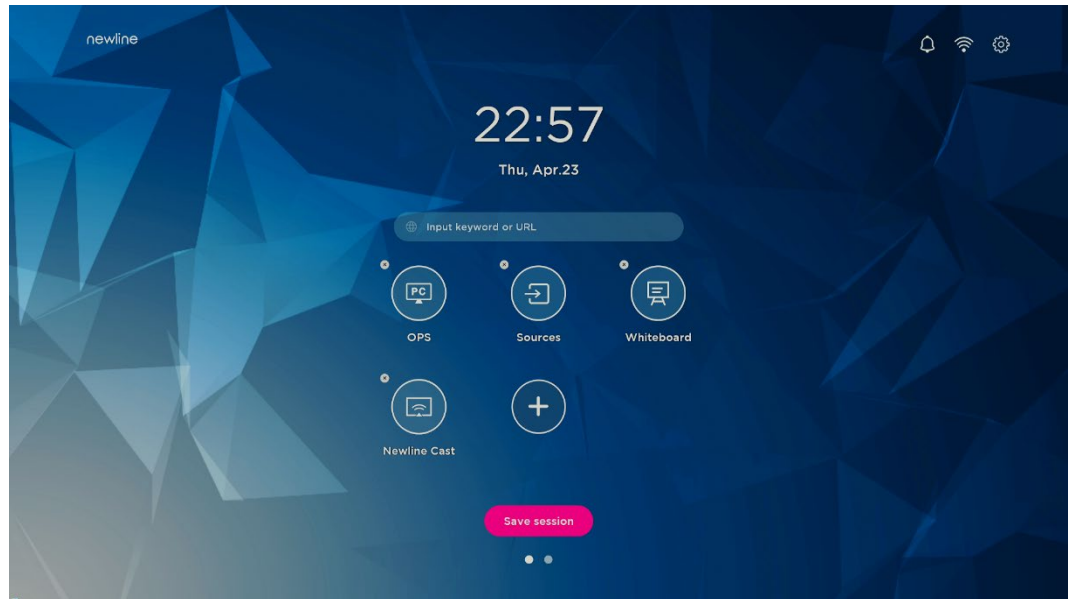 newline
22:57
Thu, Apr.23
Input keyword or URL
PC
OPS
Sources
Whiteboard
Newline Cast
Save session